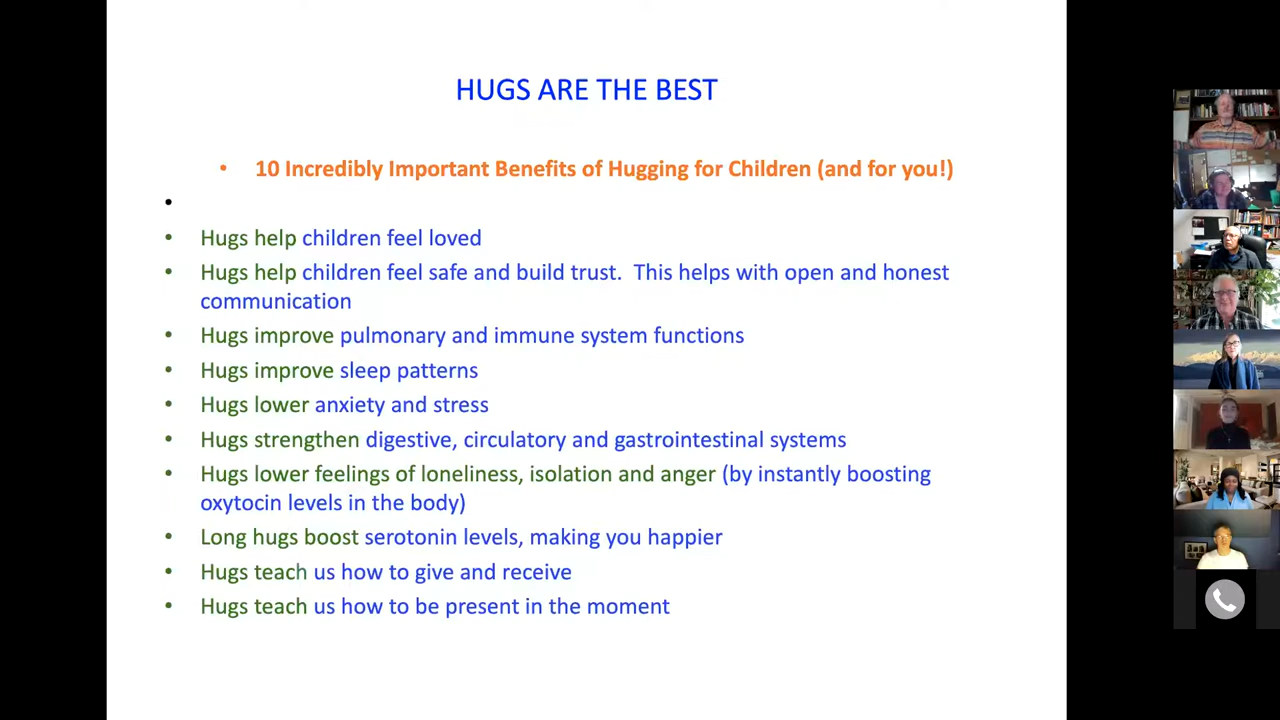 HUGS ARE THE BEST
• 10 Incredibly Important Benefits of Hugging for Children (and for you!)
•
• Hugs help children feel loved
• Hugs help children feel safe and build trust.  This helps with open and honest
communication
• Hugs improve pulmonary and immune system functions
• Hugs improve sleep patterns
• Hugs lower anxiety and stress
• Hugs strengthen digestive, circulatory and gastrointestinal systems
• Hugs lower feelings of loneliness, isolation and anger (by instantly boosting
oxytocin levels in the body)
• Long hugs boost serotonin levels, making you happier
• Hugs teach us how to give and receive
• Hugs teach us how to be present in the moment